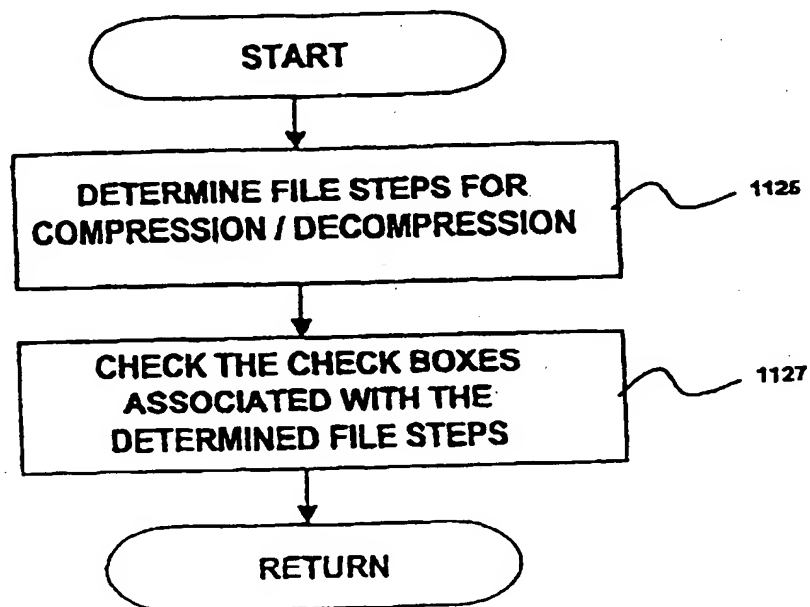 START
DETERMINE FILE STEPS FOR
COMPRESSION / DECOMPRESSION
1125
CHECK THE CHECK BOXES
ASSOCIATED WITH THE
DETERMINED FILE STEPS
1127
RETURN